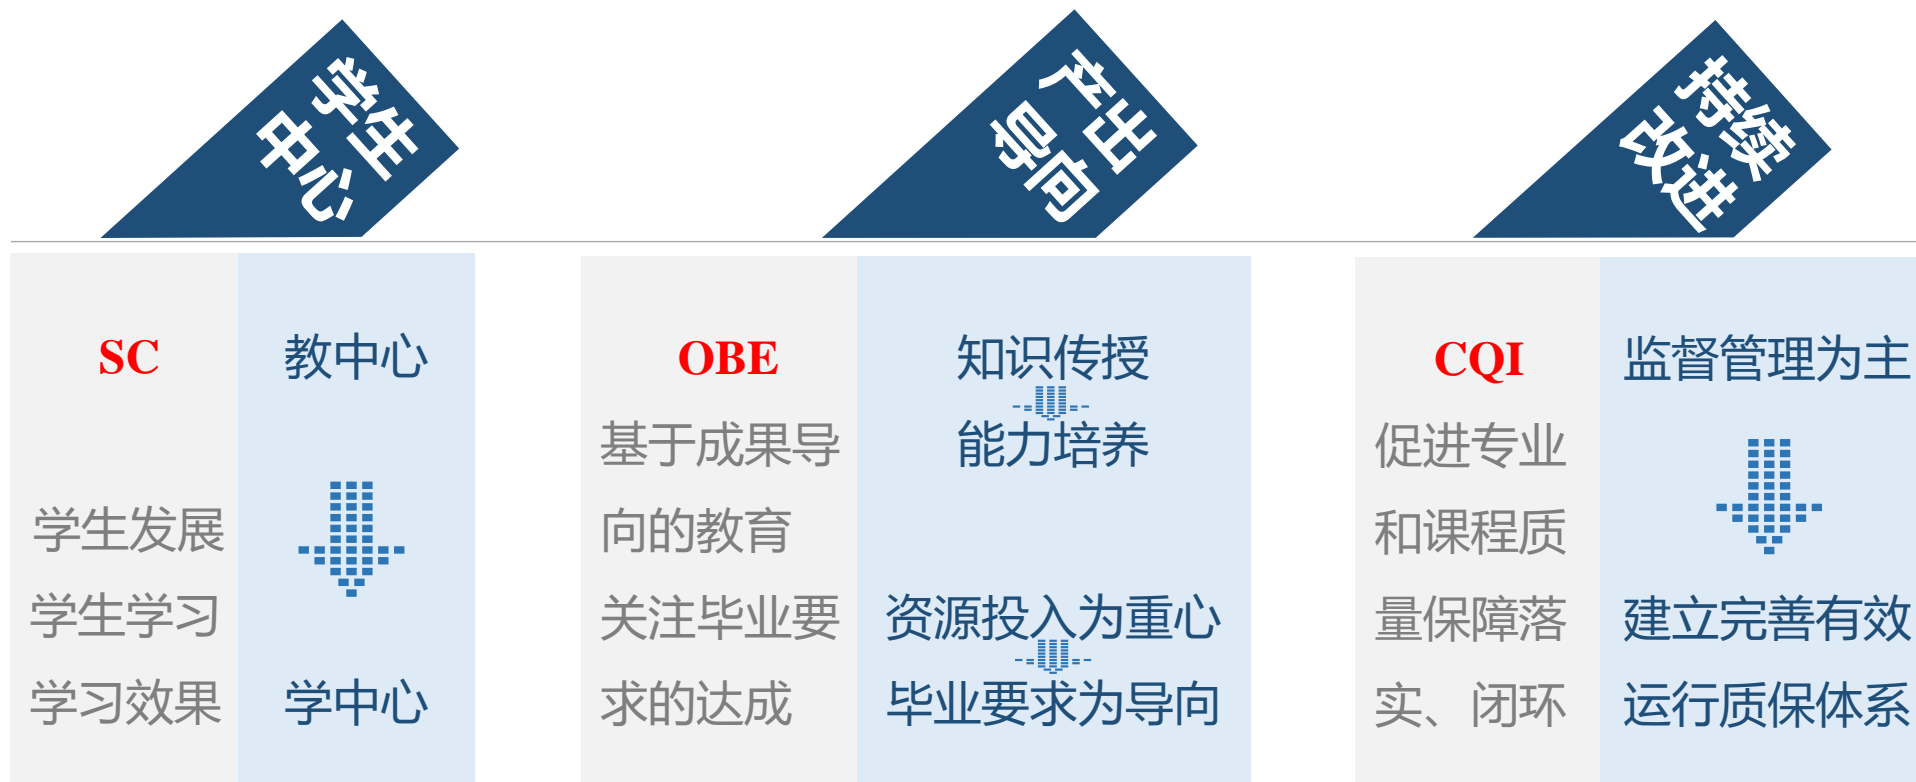 学生
中心
产出
导向
持续
改进
SC
学生发展
学生学习
学习效果
教中心
学中心
OBE
基于成果导
向的教育
关注毕业要
求的达成
知识传授
能力培养
资源投入为重心
毕业要求为导向
CQI
促进专业
和课程质
量保障落
实、闭环
监督管理为主
建立完善有效
运行质保体系